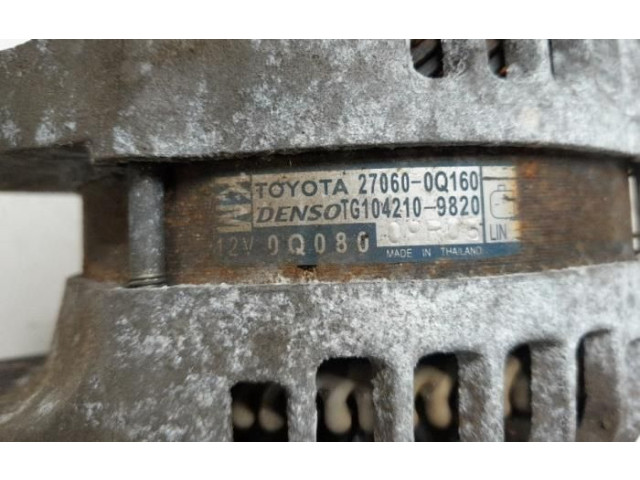 TOYOTA 27060-0Q160
DENSO TG104210-9820
12V 0Q080 LIN
MADE IN THAILAND